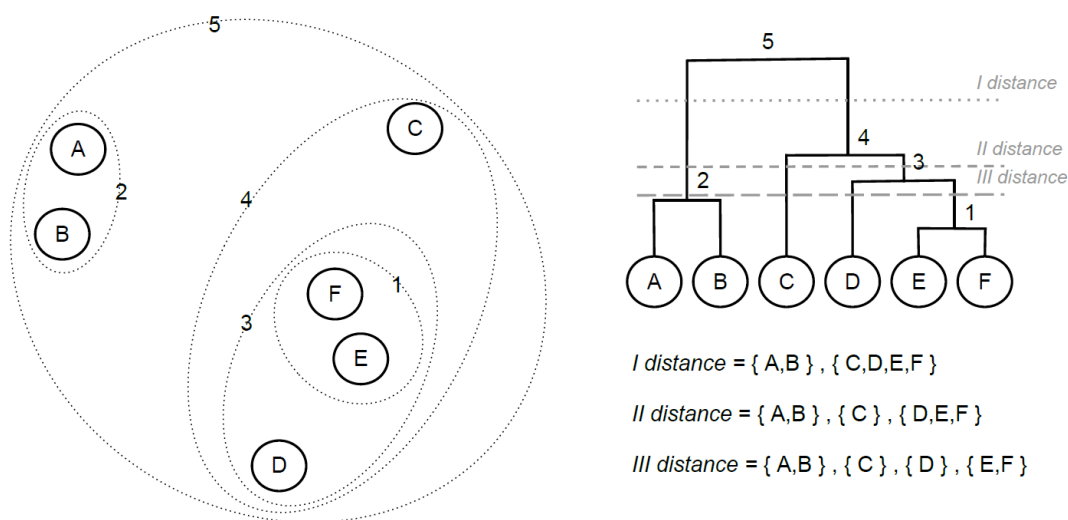 5
A
B
2
C
4
F
1
E
3
D
5
I distance
4
II distance
3
III distance
2
1
A B C D E F
I distance = { A,B } , { C,D,E,F }
II distance = { A,B } , { C } , { D,E,F }
III distance = { A,B } , { C } , { D } , { E,F }